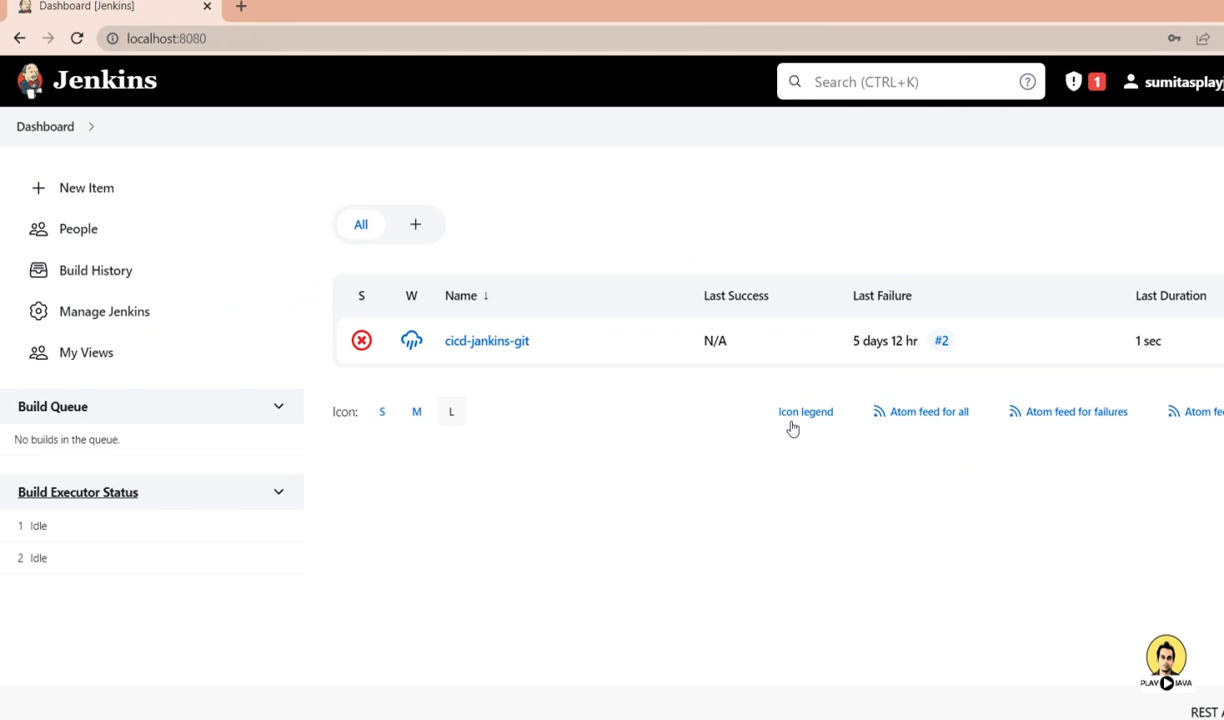 Dashboard [Jenkins]
localhost:8080
Jenkins
Search (CTRL+K)
1
sumitasplayj
Dashboard
New Item
People
Build History
Manage Jenkins
My Views
All
S W Name ↓ Last Success Last Failure Last Duration
cicd-jankins-git N/A 5 days 12 hr #2 1 sec
Icon: S M L
Icon legend Atom feed for all Atom feed for failures Atom fe
Build Queue
No builds in the queue.
Build Executor Status
1 Idle
2 Idle
PLAY JAVA
REST A